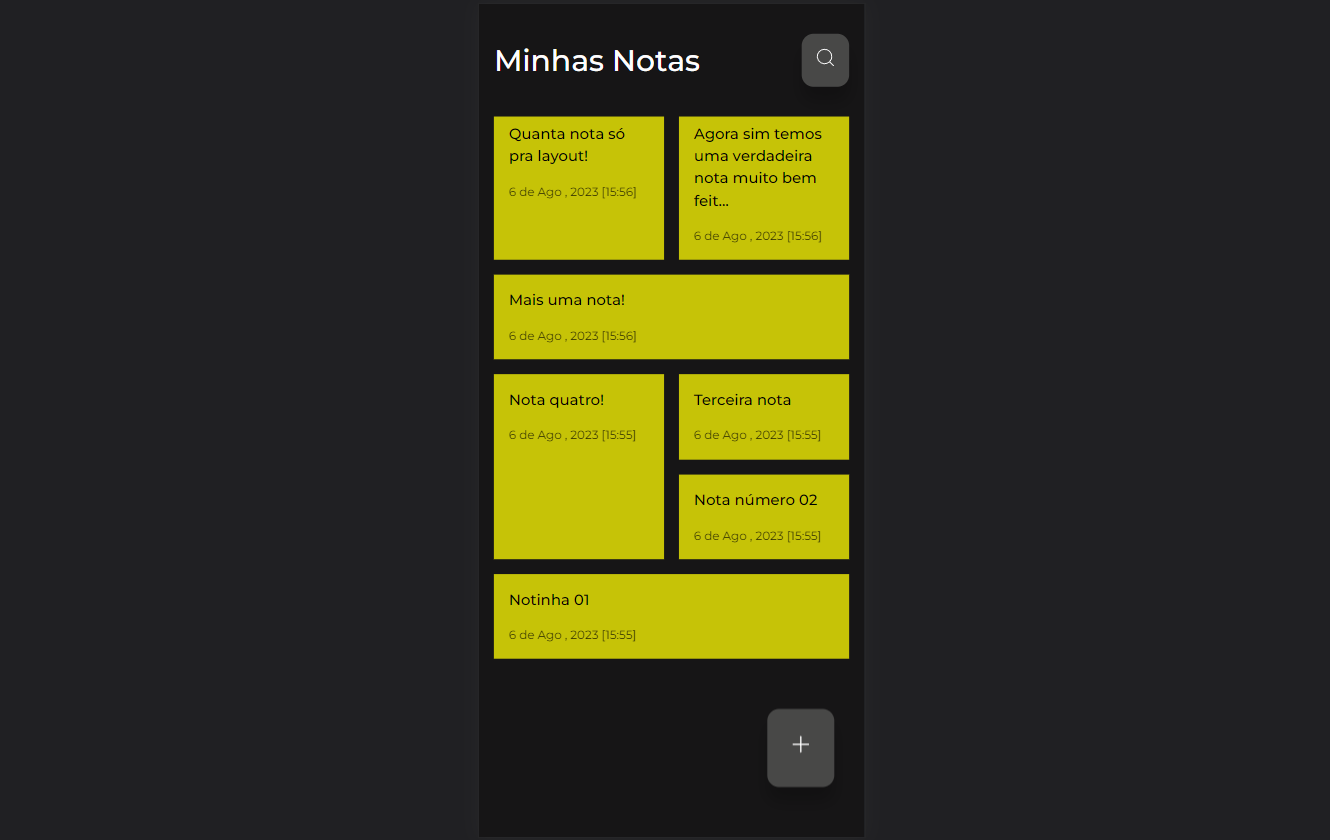 Minhas Notas
Quanta nota só
pra layout!
6 de Ago , 2023 [15:56]
Agora sim temos
uma verdadeira
nota muito bem
feit...
6 de Ago , 2023 [15:56]
Mais uma nota!
6 de Ago , 2023 [15:56]
Nota quatro!
6 de Ago , 2023 [15:55]
Terceira nota
6 de Ago , 2023 [15:55]
Nota número 02
6 de Ago , 2023 [15:55]
Notinha 01
6 de Ago , 2023 [15:55]